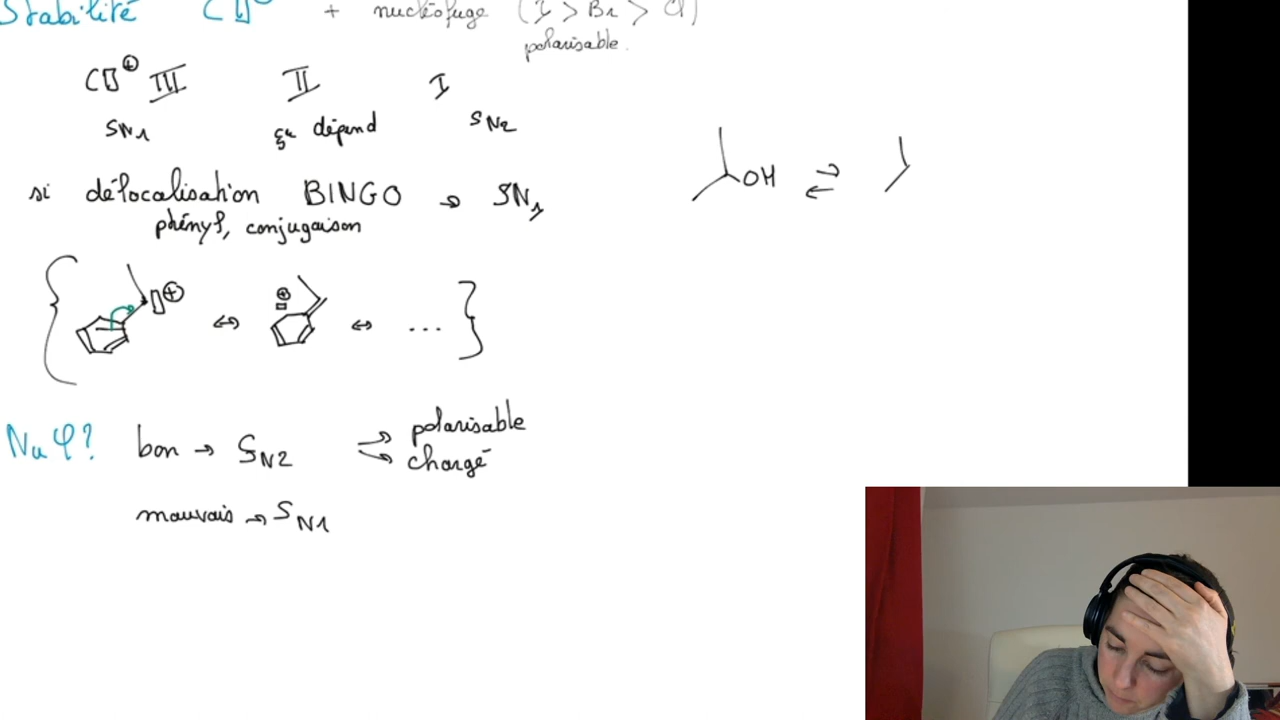 Stabilité C⊕ + nucléofuge (I > Br > Cl)
polarisable.
C⊕ III II I
SN1 ça dépend SN2
OH ⇌
si délocalisation BINGO → SN1
phényl, conjugaison
⊕ ↔ ⊕ ↔ ...
Nuφ? bon → SN2 → polarisable
→ chargé
mauvais → SN1